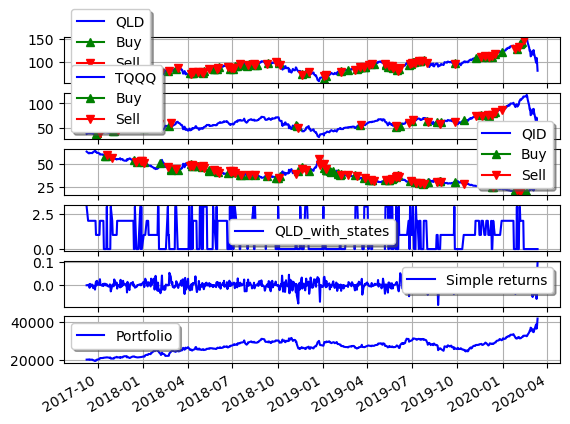 QLD
Buy
Sell
150
100
TQQQ
Buy
Sell
100
50
QID
Buy
Sell
50
25
QLD_with_states
2.5
0.0
Simple returns
0.1
0.0
Portfolio
40000
20000
2017-10 2018-01 2018-04 2018-07 2018-10 2019-01 2019-04 2019-07 2019-10 2020-01 2020-04